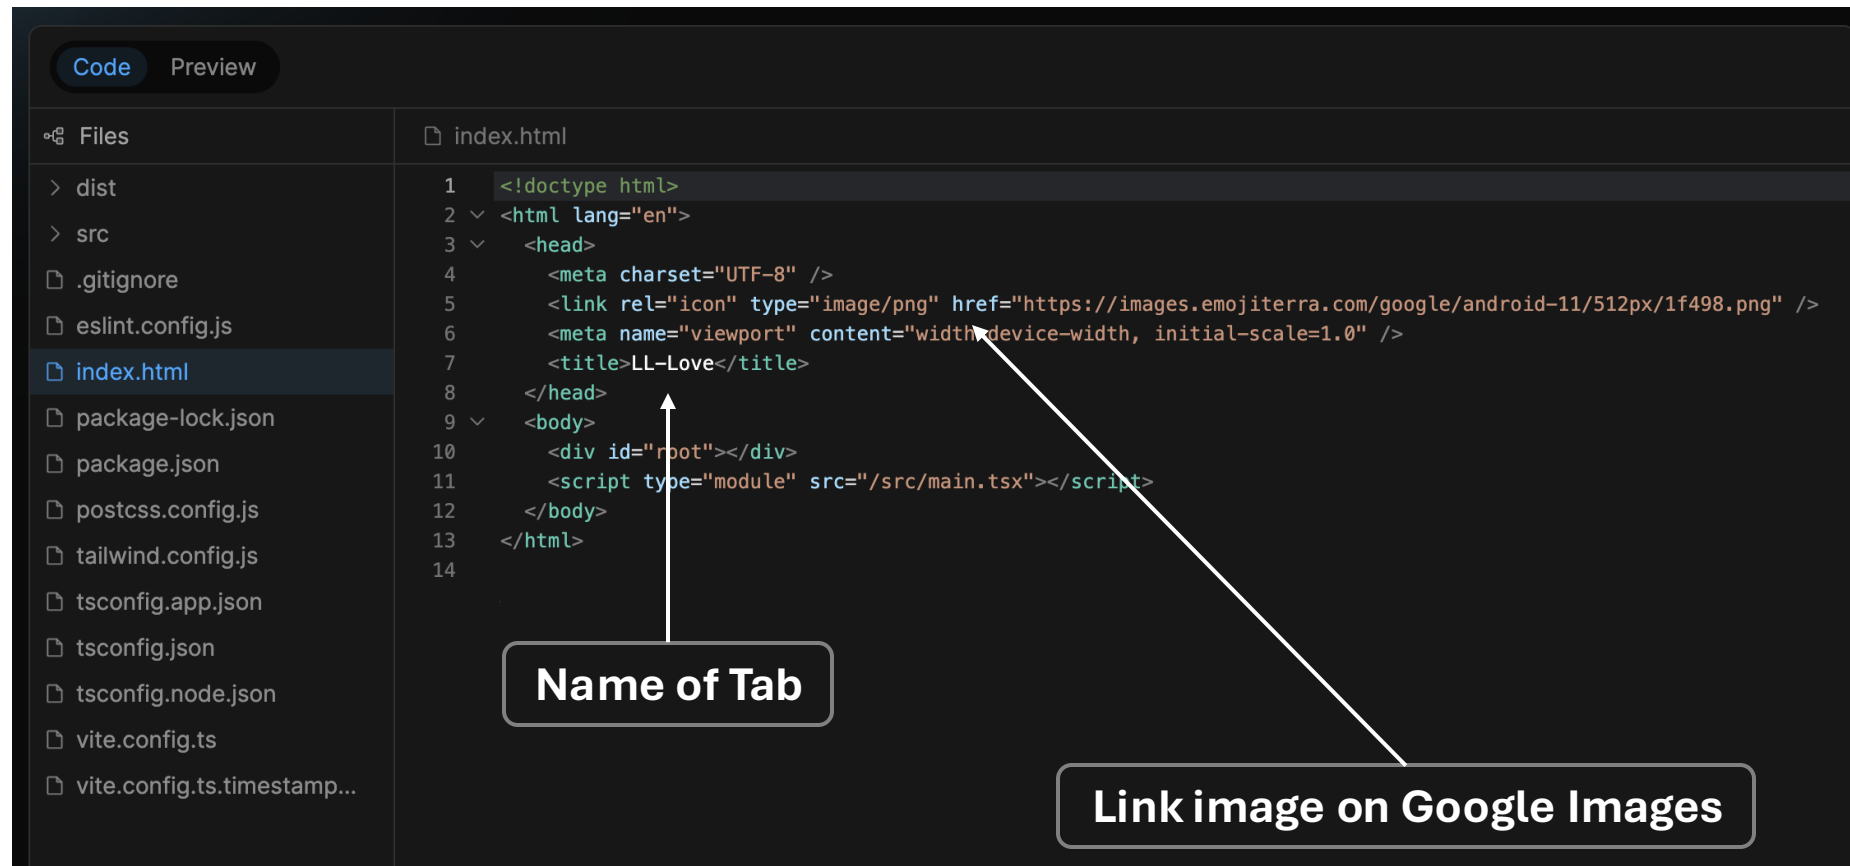 Code Preview
Files
dist
src
.gitignore
eslint.config.js
index.html
package-lock.json
package.json
postcss.config.js
tailwind.config.js
tsconfig.app.json
tsconfig.json
tsconfig.node.json
vite.config.ts
vite.config.ts.timestamp...
index.html
1 <!doctype html>
2 <html lang="en">
3 <head>
4 <meta charset="UTF-8" />
5 <link rel="icon" type="image/png" href="https://images.emojiterra.com/google/android-11/512px/1f498.png" />
6 <meta name="viewport" content="width=device-width, initial-scale=1.0" />
7 <title>LL-Love</title>
8 </head>
9 <body>
10 <div id="root"></div>
11 <script type="module" src="/src/main.tsx"></script>
12 </body>
13 </html>
14
Name of Tab
Link image on Google Images